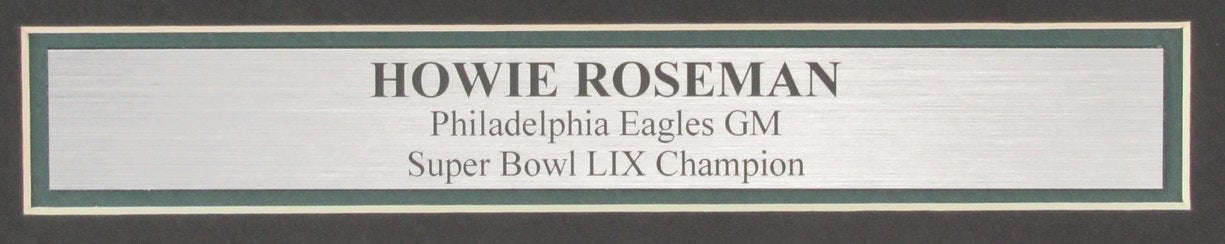 HOWIE ROSEMAN
Philadelphia Eagles GM
Super Bowl LIX Champion